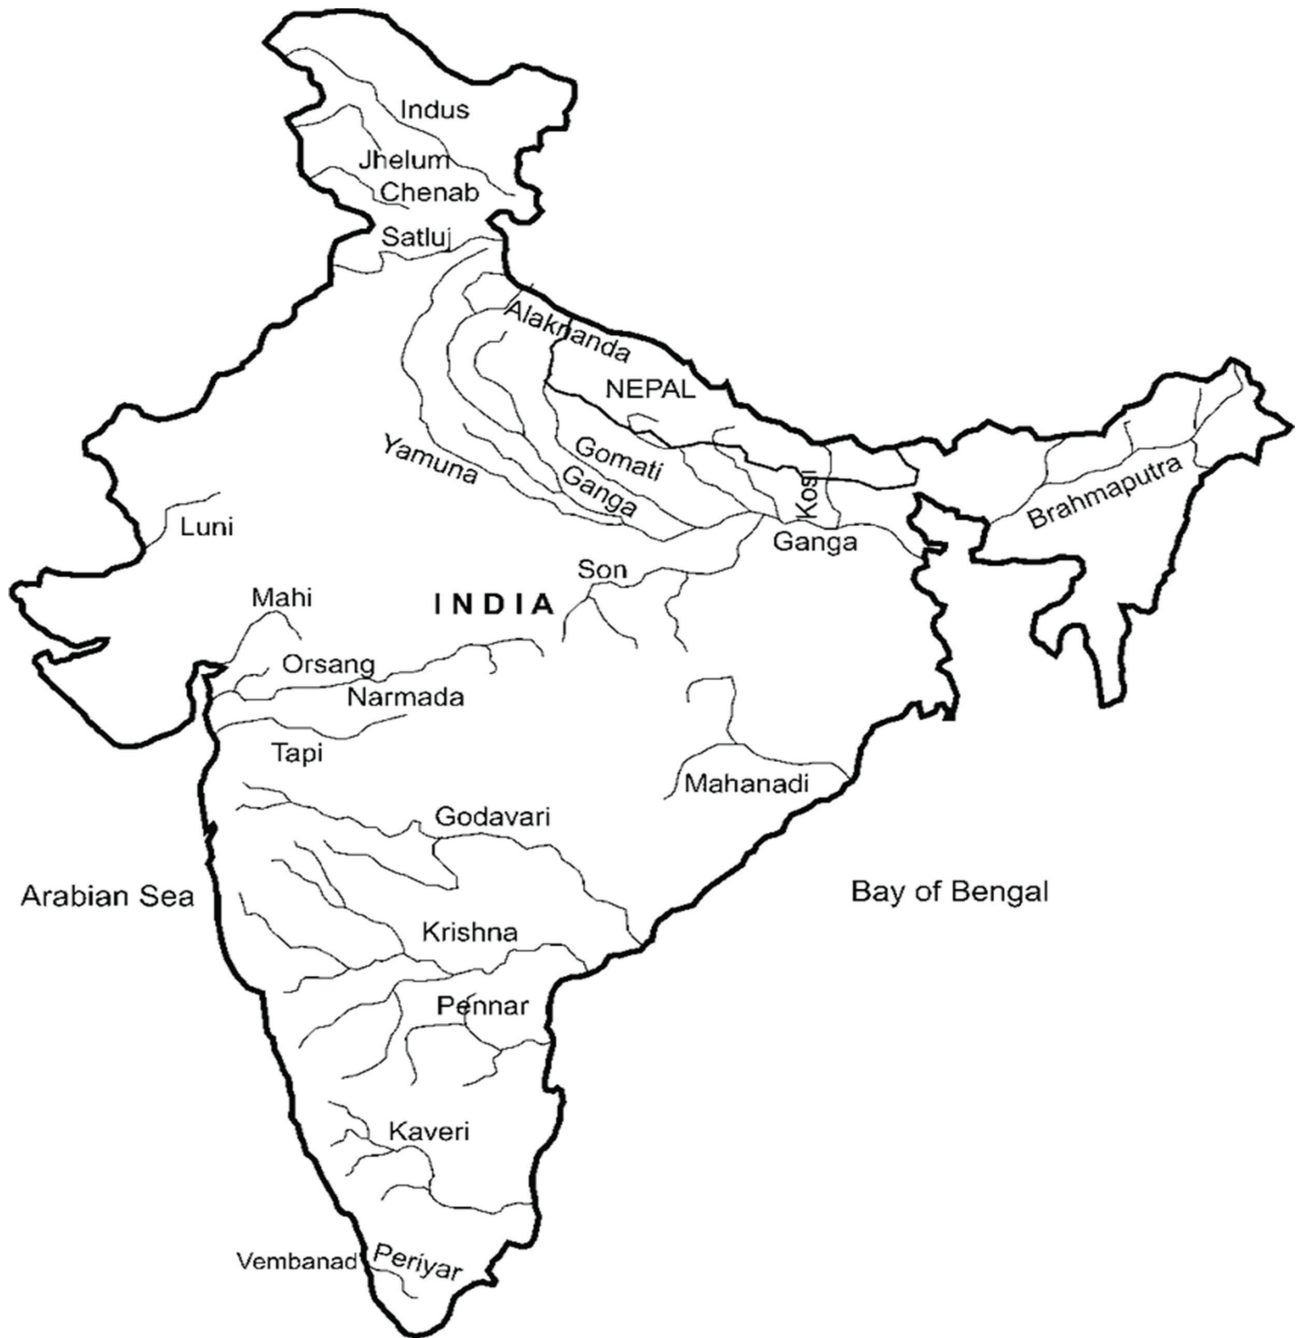 Indus
Jhelum
Chenab
Satluj
Alaknanda
NEPAL
Yamuna
Gomati
Ganga
Kosi
Brahmaputra
Luni
Ganga
Son
Mahi
INDIA
Orsang
Narmada
Tapi
Mahanadi
Godavari
Arabian Sea
Bay of Bengal
Krishna
Pennar
Kaveri
Vembanad
Periyar